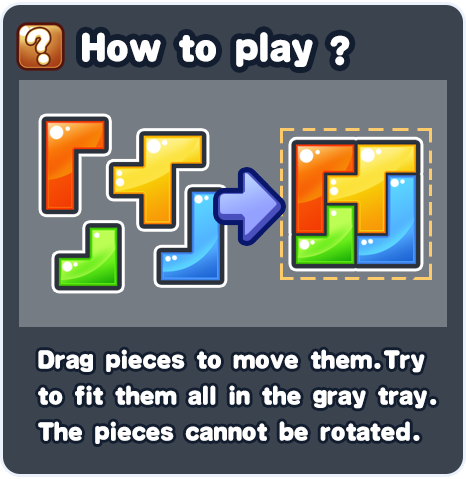 ?
How to play ?
Drag pieces to move them.Try
to fit them all in the gray tray.
The pieces cannot be rotated.